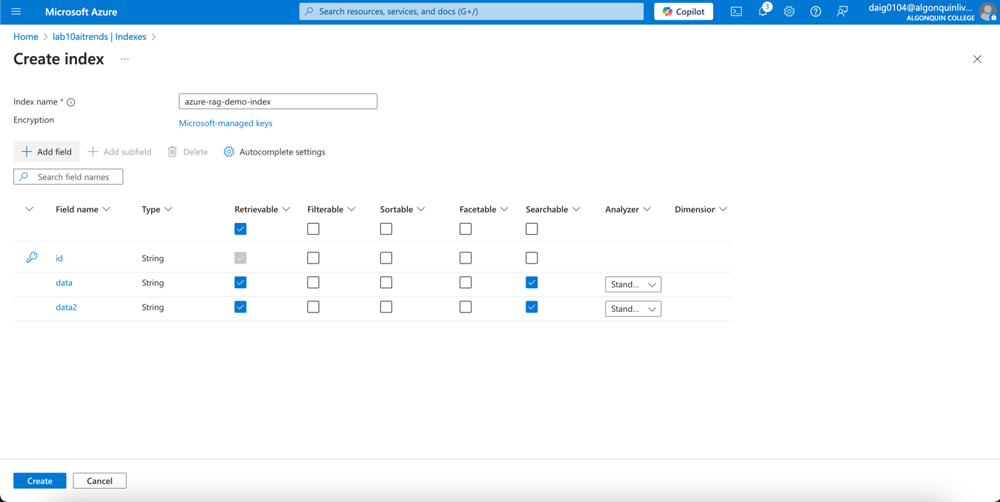 Microsoft Azure
Search resources, services, and docs (G+/)
Copilot
3
daig0104@algonquinliv...
ALGONQUIN COLLEGE
Home > lab10aitrends | Indexes >
Create index ...
Index name *
azure-rag-demo-index
Encryption
Microsoft-managed keys
Add field
Add subfield
Delete
Autocomplete settings
Search field names
Field name Type Retrievable Filterable Sortable Facetable Searchable Analyzer Dimension
id String
data String Stand...
data2 String Stand...
Create
Cancel